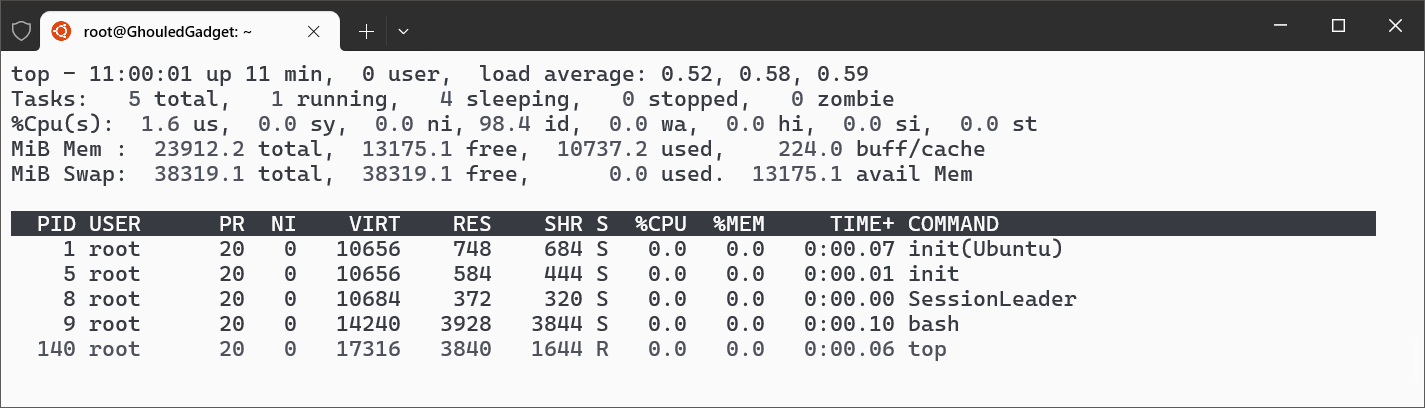 root@GhouledGadget: ~
top - 11:00:01 up 11 min,  0 user,  load average: 0.52, 0.58, 0.59
Tasks:   5 total,   1 running,   4 sleeping,   0 stopped,   0 zombie
%Cpu(s):  1.6 us,  0.0 sy,  0.0 ni, 98.4 id,  0.0 wa,  0.0 hi,  0.0 si,  0.0 st
MiB Mem :  23912.2 total,  13175.1 free,  10737.2 used,    224.0 buff/cache
MiB Swap:  38319.1 total,  38319.1 free,      0.0 used.  13175.1 avail Mem
  PID USER      PR  NI    VIRT    RES    SHR S  %CPU  %MEM     TIME+ COMMAND
    1 root      20   0   10656    748    684 S   0.0   0.0   0:00.07 init(Ubuntu)
    5 root      20   0   10656    584    444 S   0.0   0.0   0:00.01 init
    8 root      20   0   10684    372    320 S   0.0   0.0   0:00.00 SessionLeader
    9 root      20   0   14240   3928   3844 S   0.0   0.0   0:00.10 bash
  140 root      20   0   17316   3840   1644 R   0.0   0.0   0:00.06 top